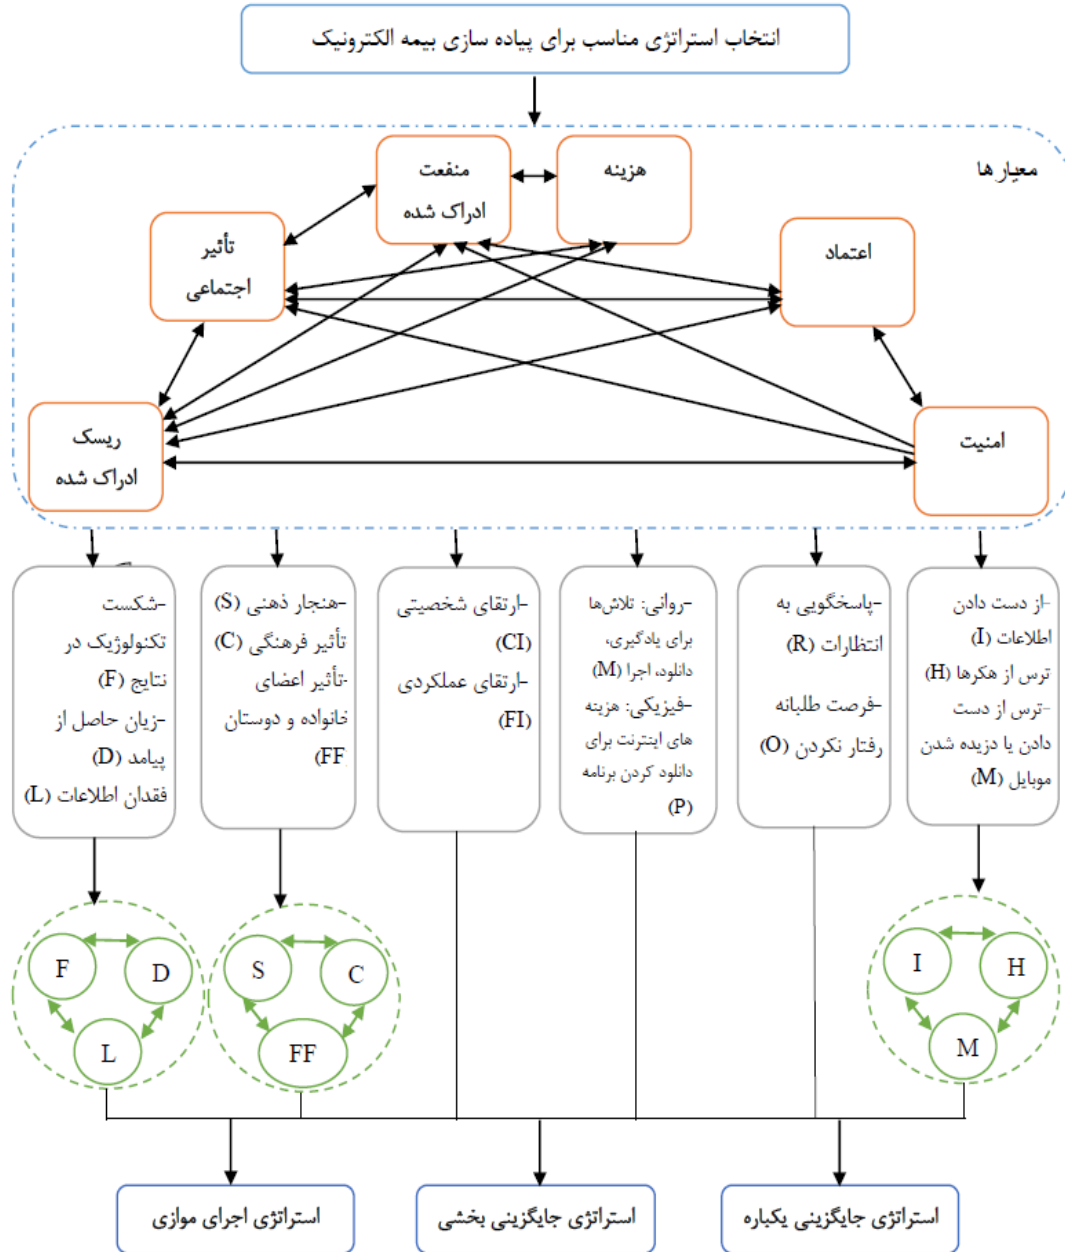 انتخاب استراتژی مناسب برای پیاده سازی بیمه الکترونیک
معیارها
هزینه
منفعت
ادراک شده
اعتماد
تأثیر
اجتماعی
امنیت
ریسک
ادراک شده
-از دست دادن
اطلاعات (I)
ترس از هکرها (H)
-ترس از دست
دادن یا دزیده شدن
موبایل (M)
-پاسخگویی به
انتظارات (R)
-فرصت طلبانه
رفتار نکردن (O)
-روانی: تلاش‌ها
برای یادگیری،
دانلود، اجرا (M)
-فیزیکی: هزینه
های اینترنت برای
دانلود کردن برنامه
(P)
-ارتقای شخصیتی
(CI)
-ارتقای عملکردی
(FI)
-هنجار ذهنی (S)
تأثیر فرهنگی (C)
-تأثیر اعضای
خانواده و دوستان
(FF
-شکست
تکنولوژیک در
نتایج (F)
-زیان حاصل از
پیامد (D)
فقدان اطلاعات (L)
I
H
M
S
C
FF
F
D
L
استراتژی جایگزینی یکباره
استراتژی جایگزینی بخشی
استراتژی اجرای موازی